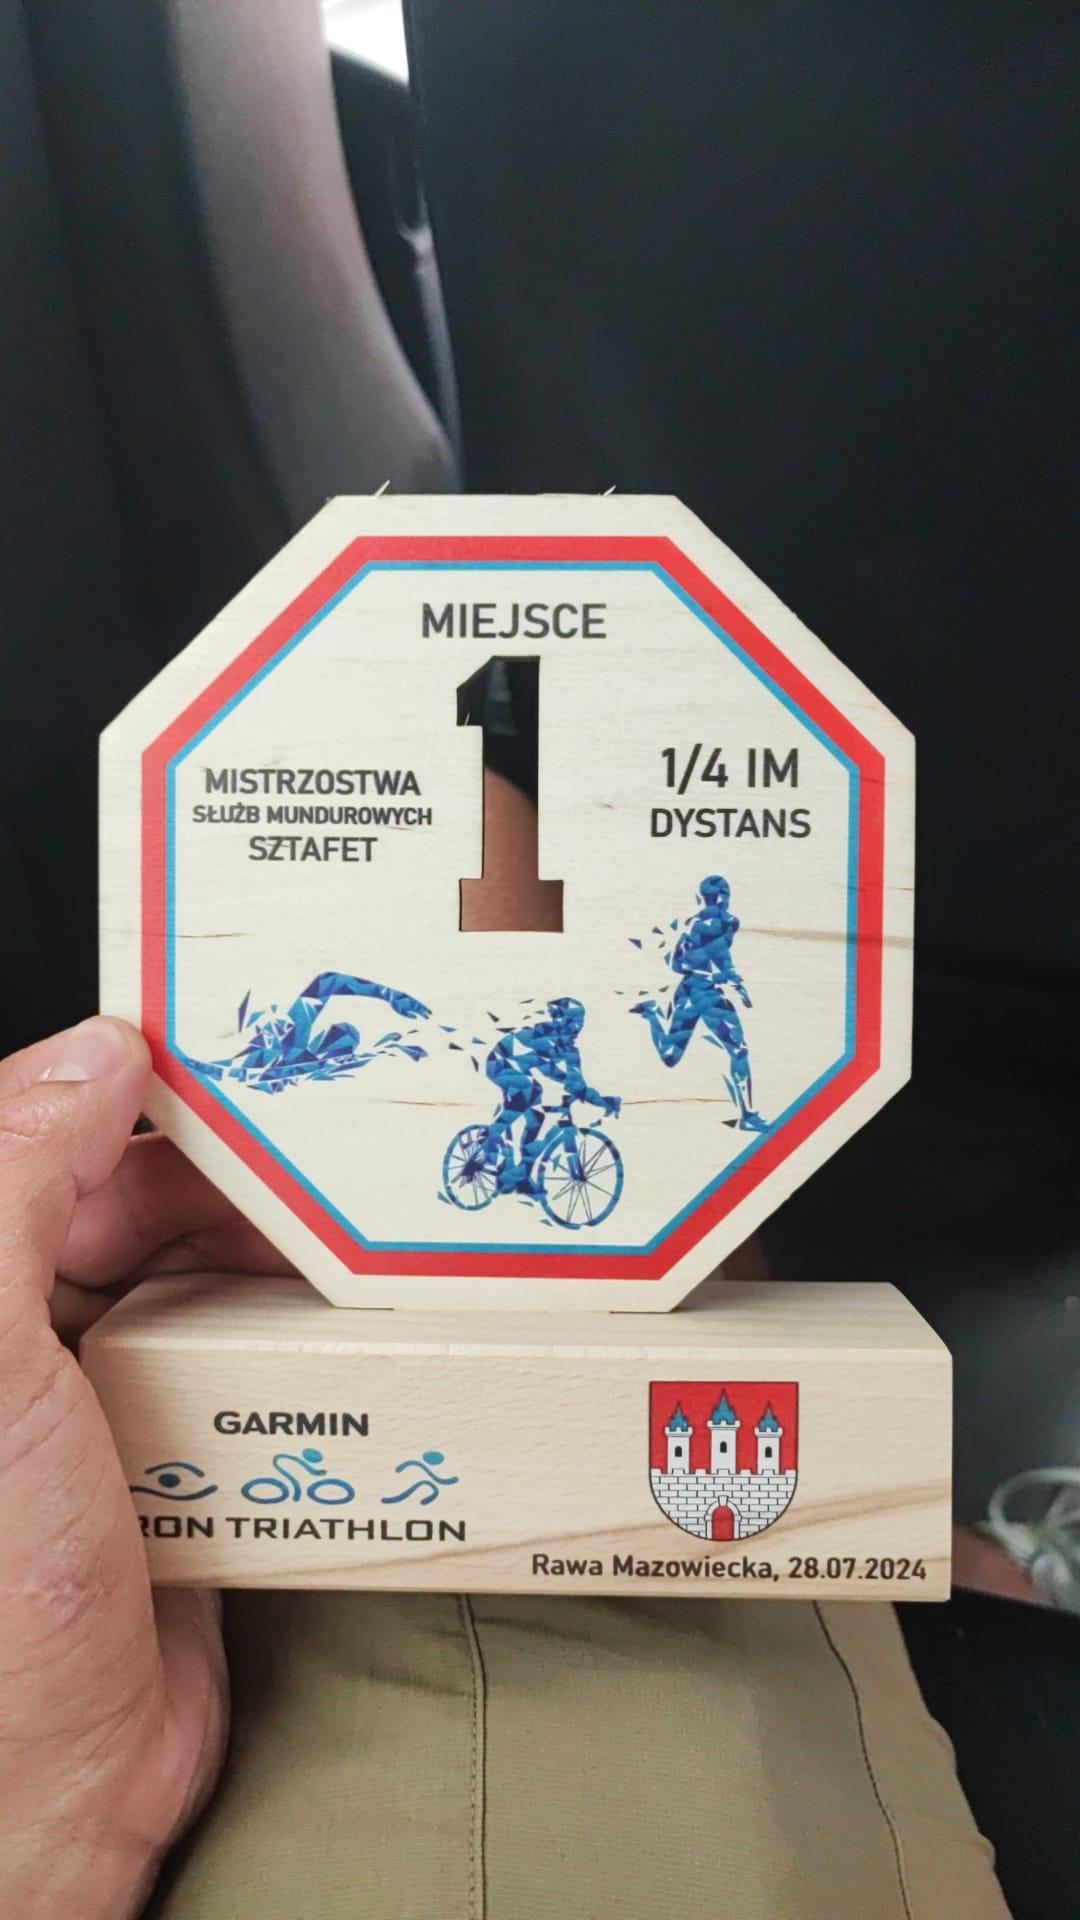 MIEJSCE
1
MISTRZOSTWA
SŁUŻB MUNDUROWYCH
SZTAFET
1/4 IM
DYSTANS
GARMIN
RON TRIATHLON
Rawa Mazowiecka, 28.07.2024